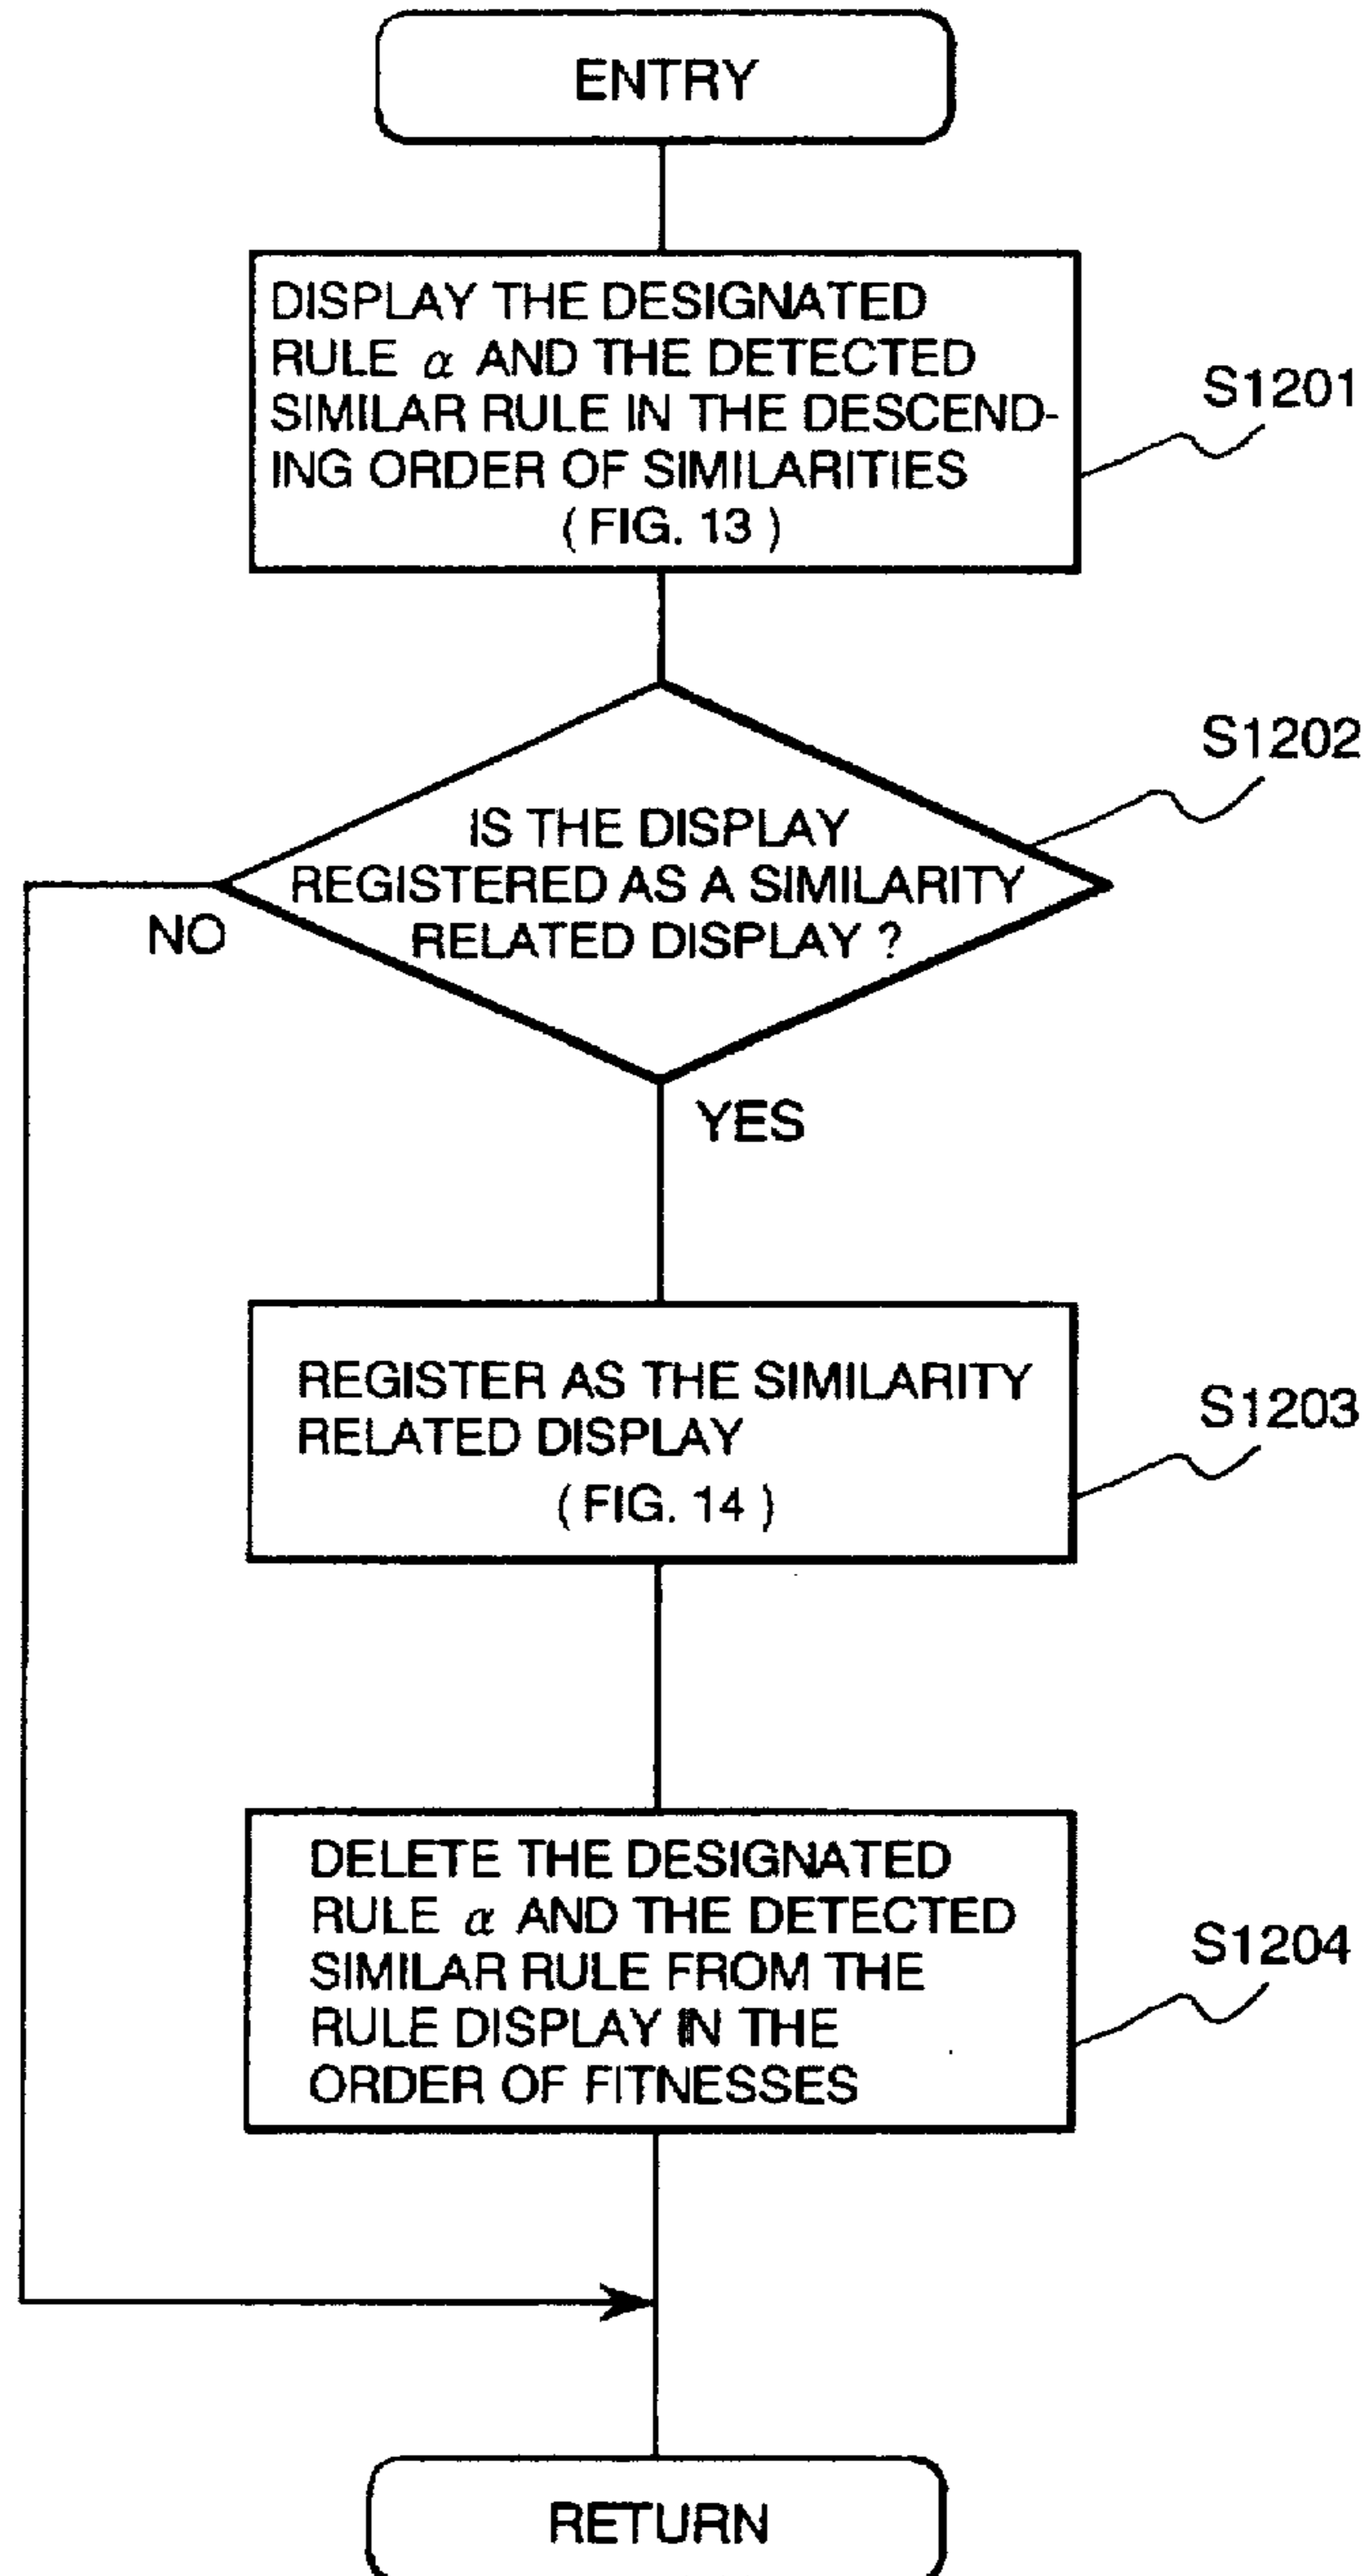 ENTRY
DISPLAY THE DESIGNATED
RULE α AND THE DETECTED
SIMILAR RULE IN THE DESCEND-
ING ORDER OF SIMILARITIES
( FIG. 13 )
S1201
S1202
IS THE DISPLAY
REGISTERED AS A SIMILARITY
RELATED DISPLAY ?
NO
YES
REGISTER AS THE SIMILARITY
RELATED DISPLAY
( FIG. 14 )
S1203
DELETE THE DESIGNATED
RULE α AND THE DETECTED
SIMILAR RULE FROM THE
RULE DISPLAY IN THE
ORDER OF FITNESSES
S1204
RETURN